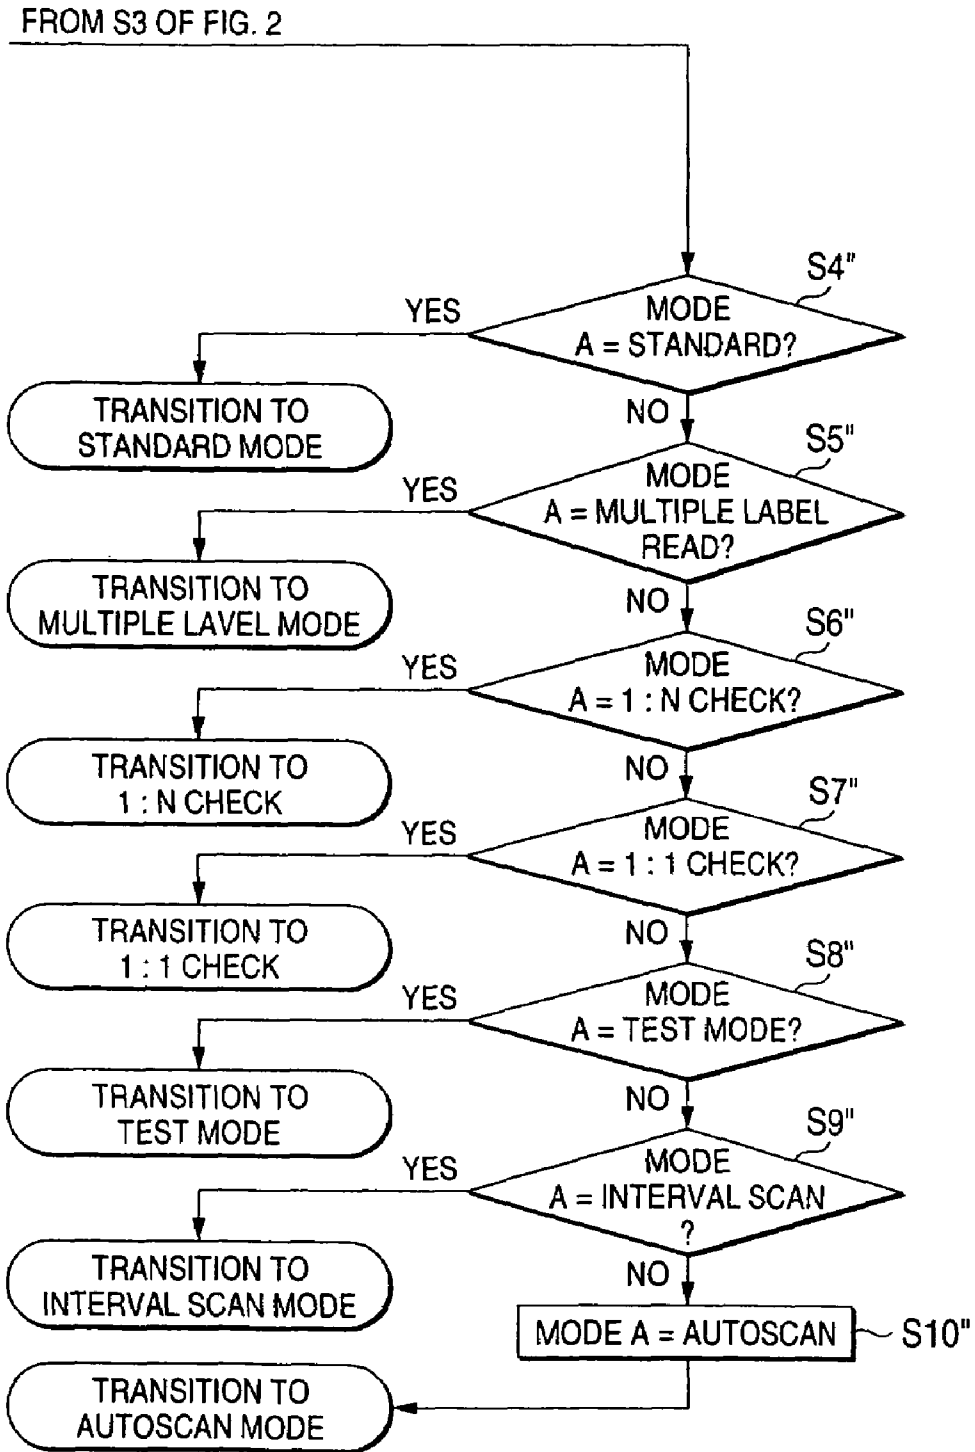 FROM S3 OF FIG. 2
S4"
MODE
A = STANDARD?
YES
NO
TRANSITION TO
STANDARD MODE
S5"
MODE
A = MULTIPLE LABEL
READ?
YES
NO
TRANSITION TO
MULTIPLE LAVEL MODE
S6"
MODE
A = 1 : N CHECK?
YES
NO
TRANSITION TO
1 : N CHECK
S7"
MODE
A = 1 : 1 CHECK?
YES
NO
TRANSITION TO
1 : 1 CHECK
S8"
MODE
A = TEST MODE?
YES
NO
TRANSITION TO
TEST MODE
S9"
MODE
A = INTERVAL SCAN
?
YES
NO
TRANSITION TO
INTERVAL SCAN MODE
MODE A = AUTOSCAN
S10"
TRANSITION TO
AUTOSCAN MODE